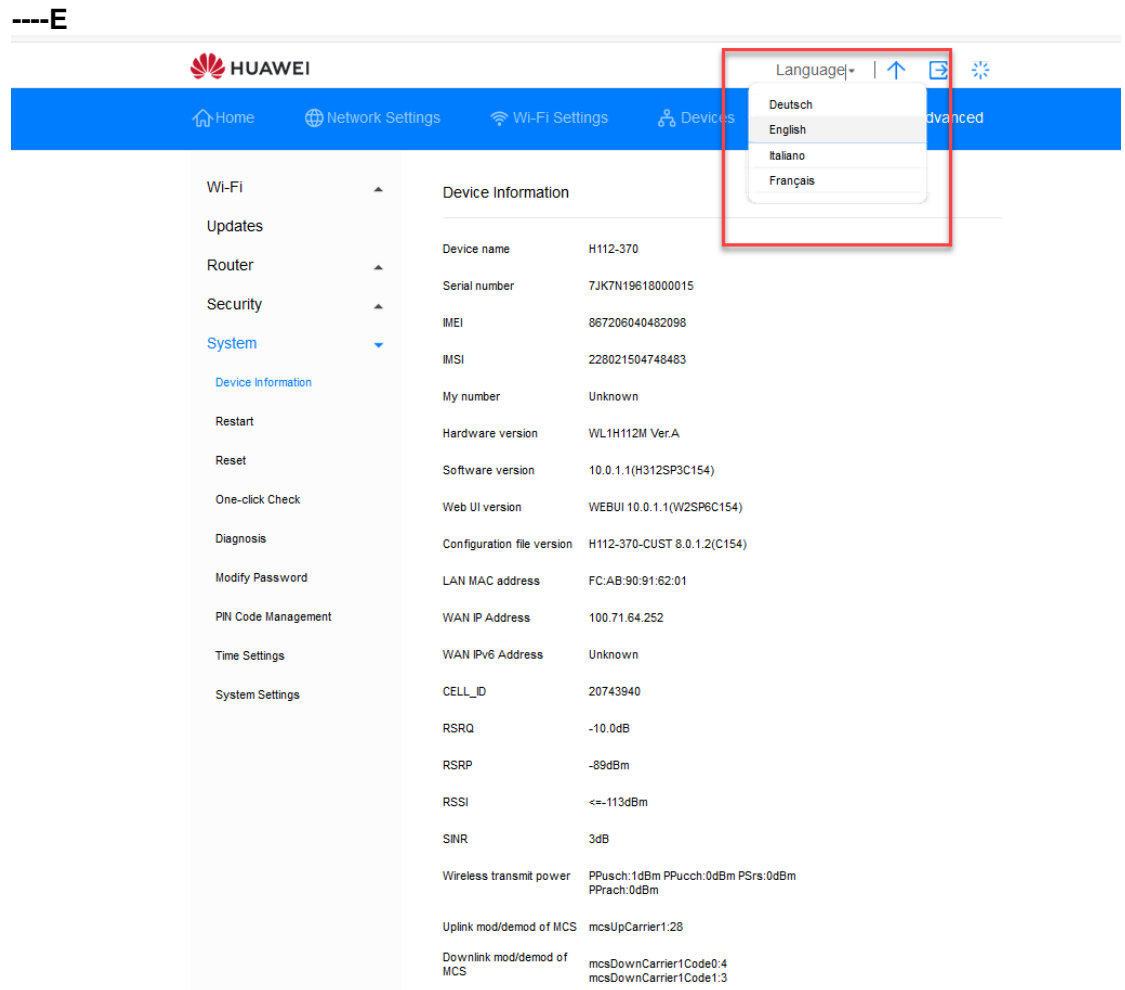 ----E
HUAWEI
Language
Deutsch
English
Italiano
Français
Home Network Settings Wi-Fi Settings Devices dvanced
Wi-Fi
Updates
Router
Security
System
Device Information
Restart
Reset
One-click Check
Diagnosis
Modify Password
PIN Code Management
Time Settings
System Settings
Device Information
Device name H112-370
Serial number 7JK7N19618000015
IMEI 867206040482098
IMSI 228021504748483
My number Unknown
Hardware version WL1H112M Ver.A
Software version 10.0.1.1(H312SP3C154)
Web UI version WEBUI 10.0.1.1(W2SP6C154)
Configuration file version H112-370-CUST 8.0.1.2(C154)
LAN MAC address FC:AB:90:91:62:01
WAN IP Address 100.71.64.252
WAN IPv6 Address Unknown
CELL_ID 20743940
RSRQ -10.0dB
RSRP -89dBm
RSSI <=-113dBm
SINR 3dB
Wireless transmit power PPusch:1dBm PPucch:0dBm PSrs:0dBm
PPrach:0dBm
Uplink mod/demod of MCS mcsUpCarrier1:28
Downlink mod/demod of
MCS
mcsDownCarrier1Code0:4
mcsDownCarrier1Code1:3